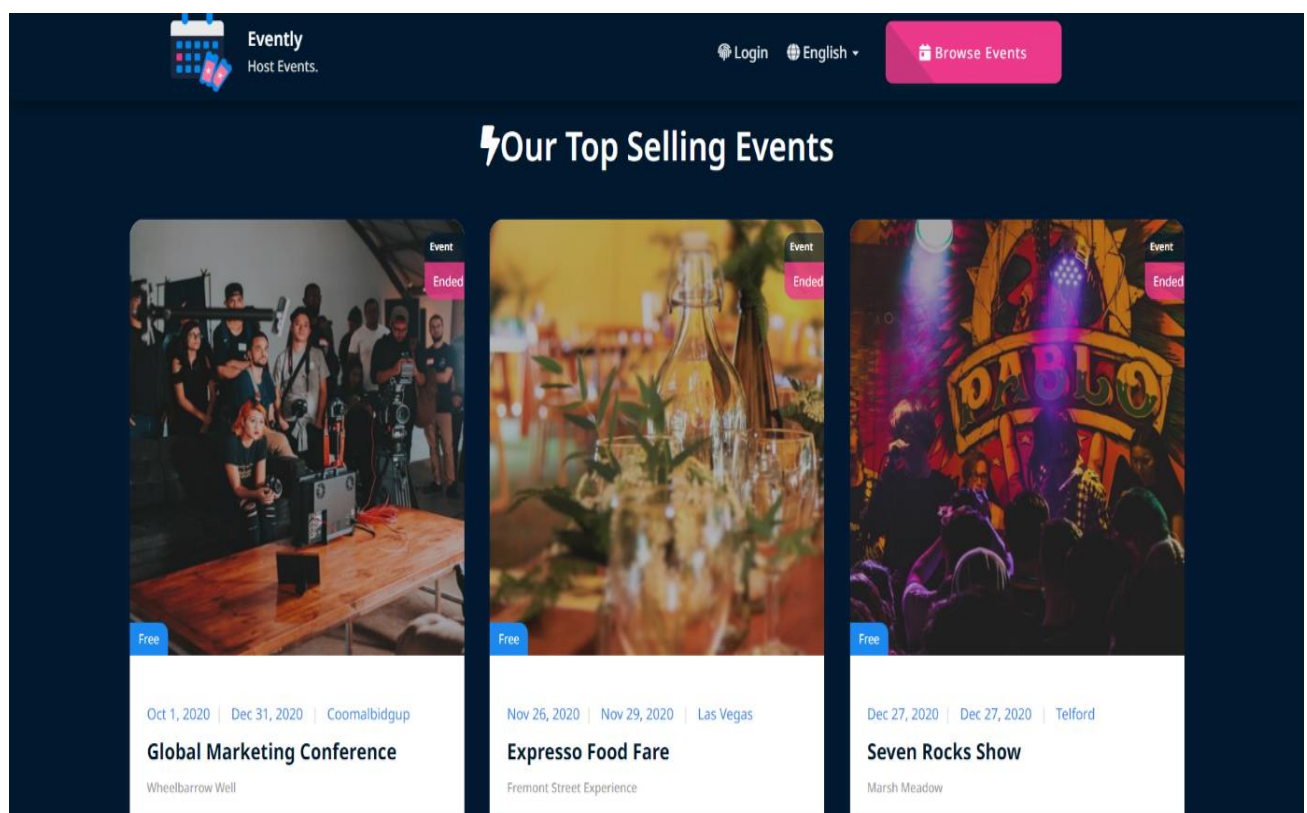 Evently
Host Events.
Login English Browse Events
Our Top Selling Events
Event
Ended
Free
Oct 1, 2020 | Dec 31, 2020 | Coomalbidgup
Global Marketing Conference
Wheelbarrow Well
Event
Ended
Free
Nov 26, 2020 | Nov 29, 2020 | Las Vegas
Expresso Food Fare
Fremont Street Experience
Event
Ended
PABLO
Free
Dec 27, 2020 | Dec 27, 2020 | Telford
Seven Rocks Show
Marsh Meadow